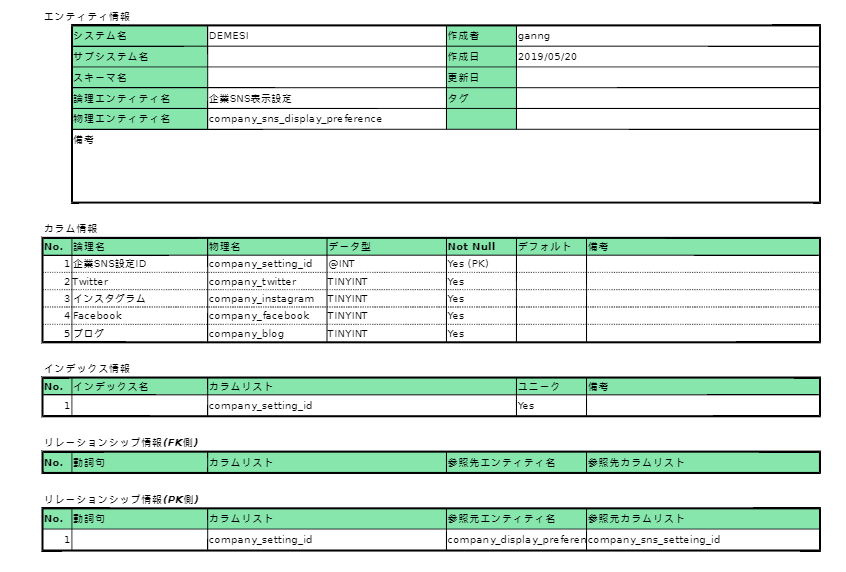 エンティティ情報
システム名 DEMESI 作成者 ganng
サブシステム名 作成日 2019/05/20
スキーマ名 更新日
論理エンティティ名 企業SNS表示設定 タグ
物理エンティティ名 company_sns_display_preference
備考
カラム情報
No. 論理名 物理名 データ型 Not Null デフォルト 備考
1 企業SNS設定ID company_setting_id @INT Yes (PK)
2 Twitter company_twitter TINYINT Yes
3 インスタグラム company_instagram TINYINT Yes
4 Facebook company_facebook TINYINT Yes
5 ブログ company_blog TINYINT Yes
インデックス情報
No. インデックス名 カラムリスト ユニーク 備考
1 company_setting_id Yes
リレーションシップ情報(FK側)
No. 動詞句 カラムリスト 参照先エンティティ名 参照先カラムリスト
リレーションシップ情報(PK側)
No. 動詞句 カラムリスト 参照元エンティティ名 参照元カラムリスト
1 company_setting_id company_display_preferen company_sns_setteing_id